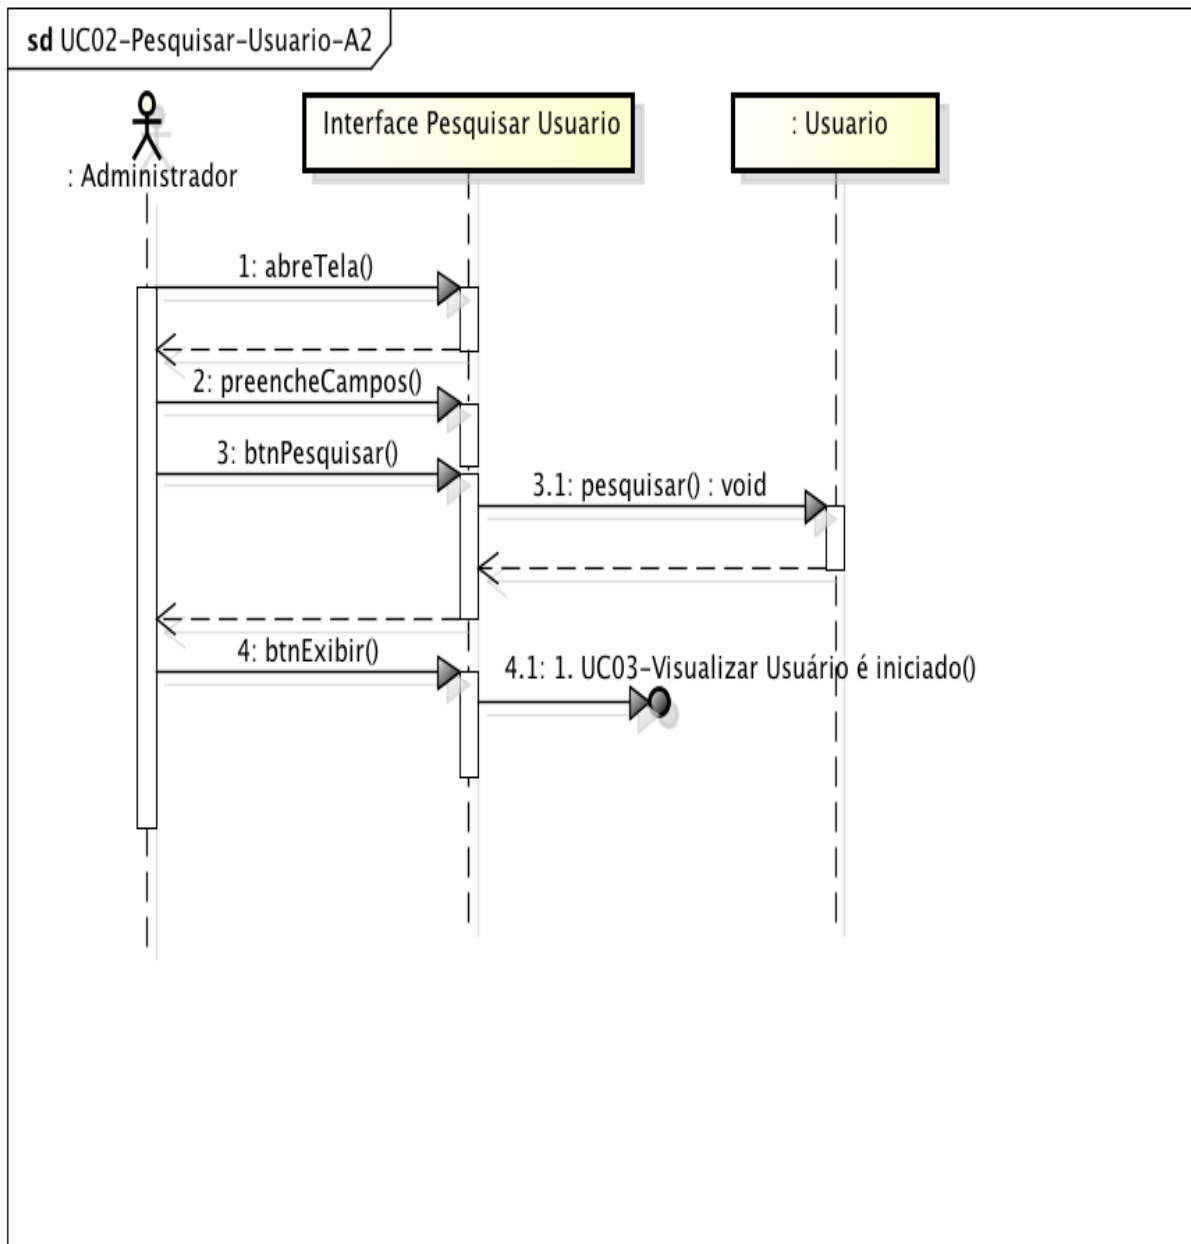 sd UC02-Pesquisar-Usuario-A2
: Administrador
Interface Pesquisar Usuario
: Usuario
1: abreTela()
2: preencheCampos()
3: btnPesquisar()
3.1: pesquisar() : void
4: btnExibir()
4.1: 1. UC03-Visualizar Usuário é iniciado()